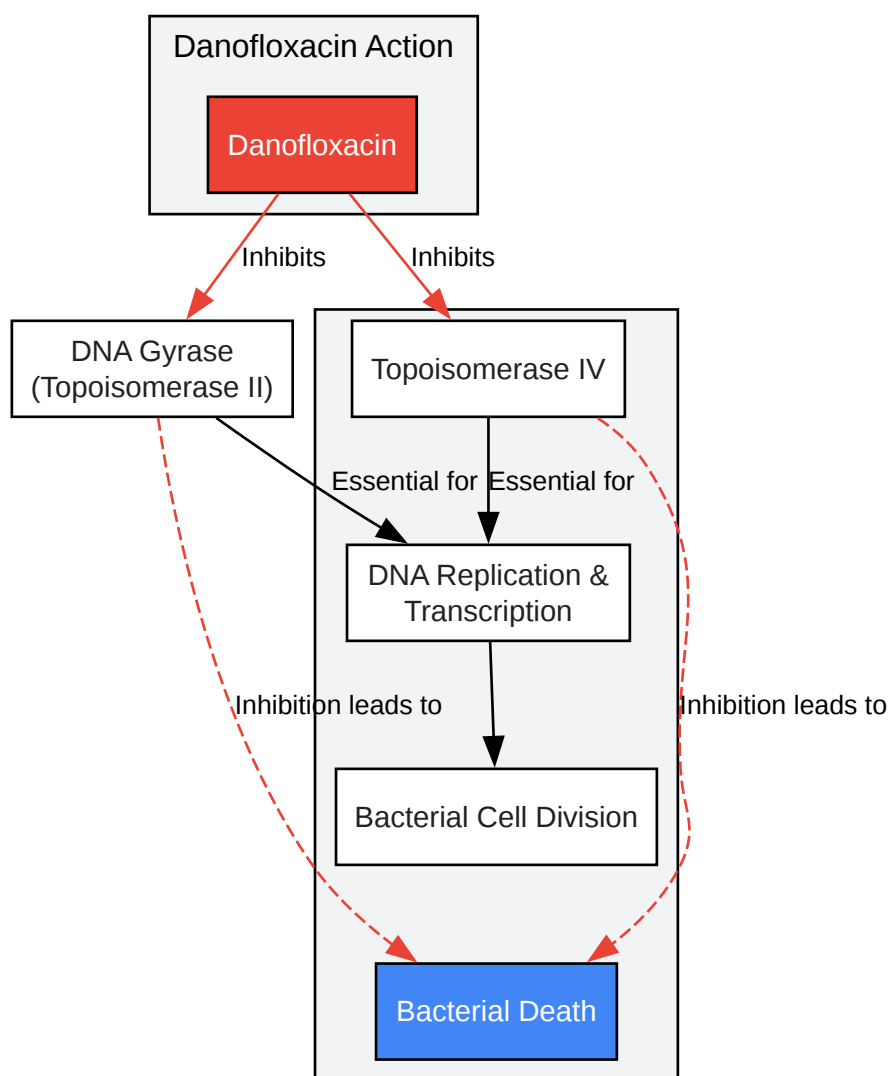 Danofloxacin Action
Danofloxacin
Inhibits
Inhibits
DNA Gyrase
(Topoisomerase II)
Topoisomerase IV
Essential for
Essential for
DNA Replication &
Transcription
Inhibition leads to
Inhibition leads to
Bacterial Cell Division
Bacterial Death